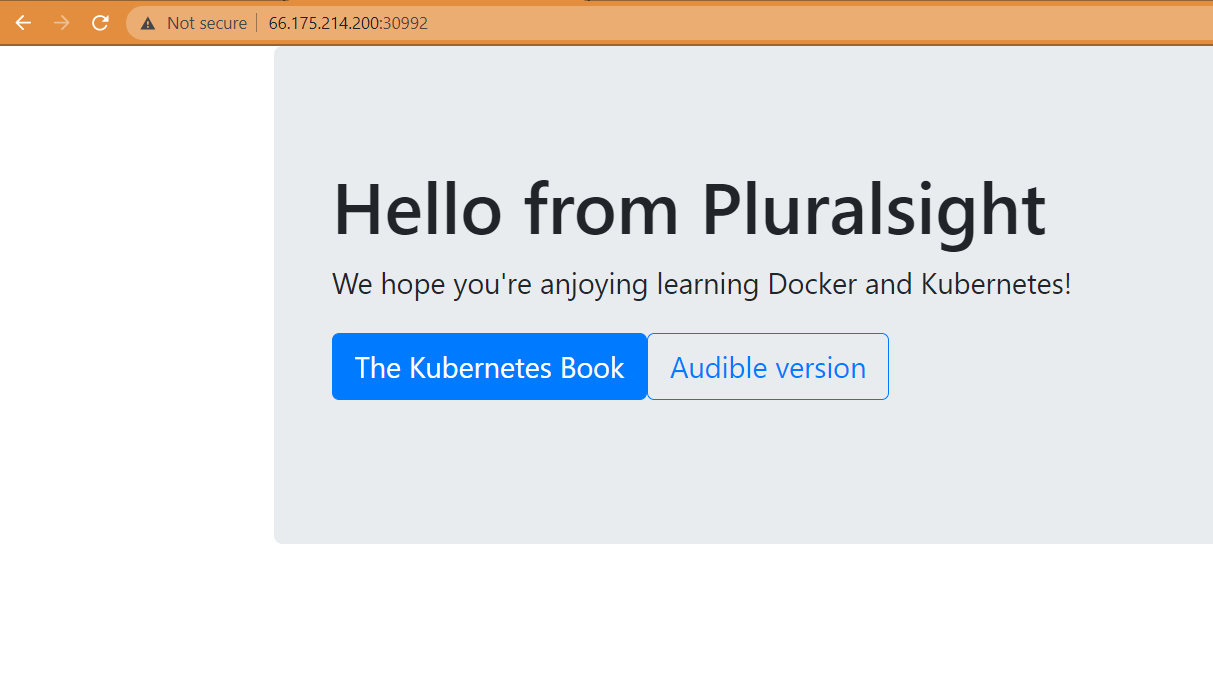 Not secure 66.175.214.200:30992
Hello from Pluralsight
We hope you're anjoying learning Docker and Kubernetes!
The Kubernetes Book Audible version